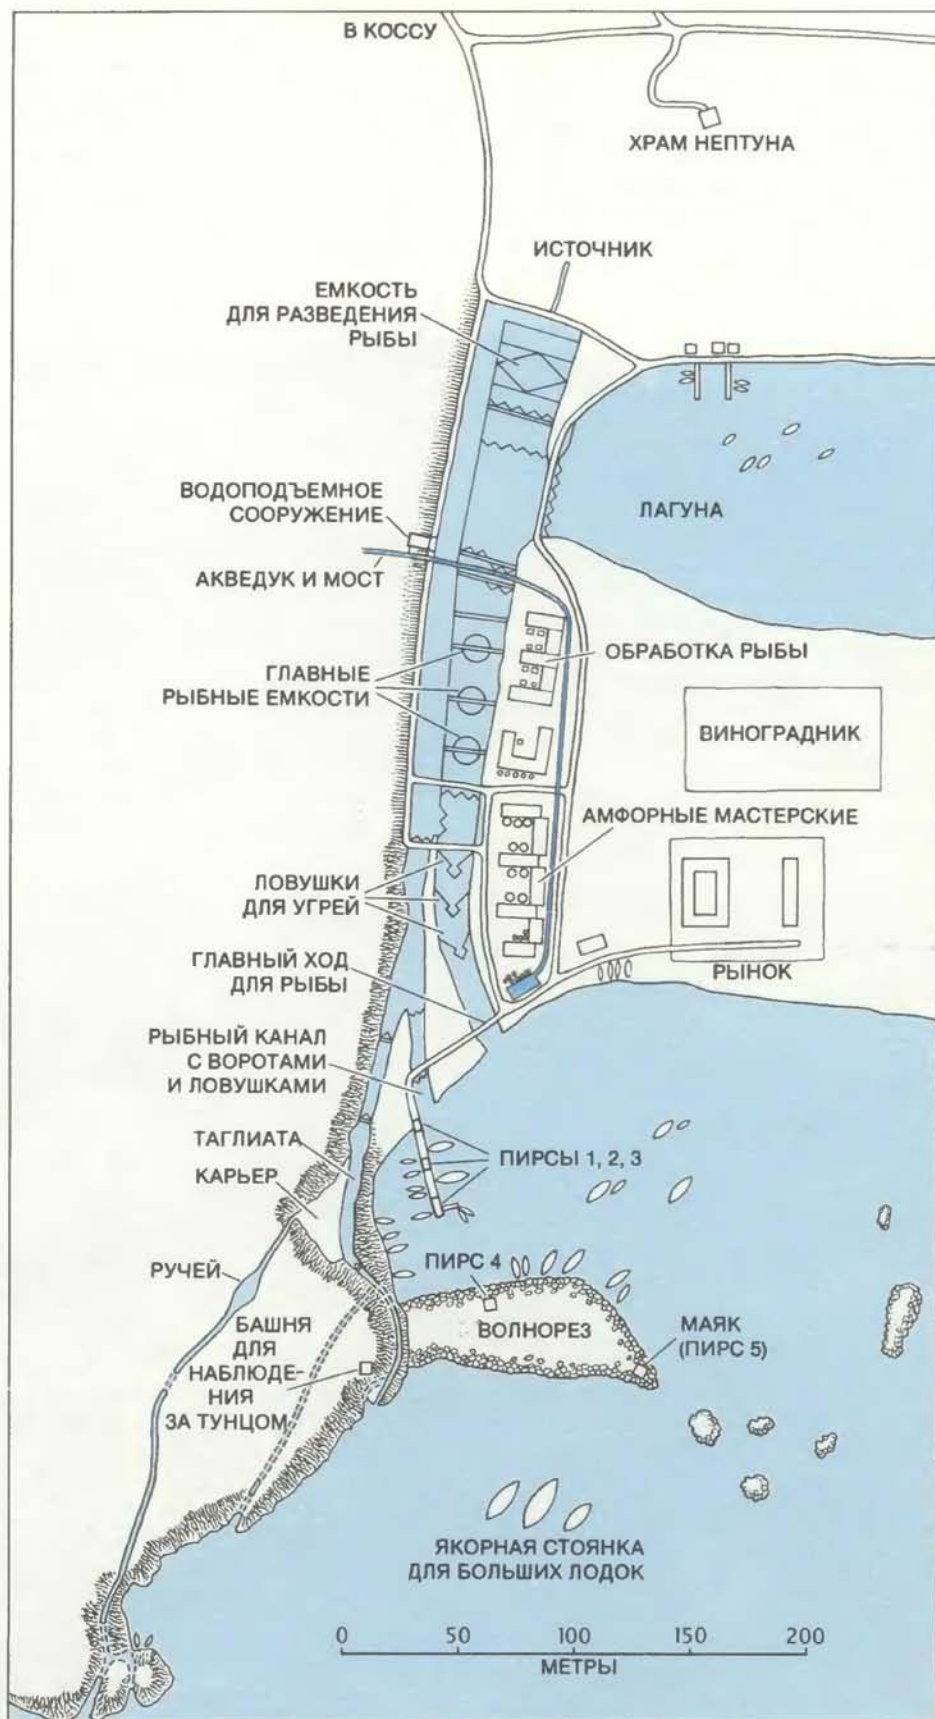 В КОССУ
ХРАМ НЕПТУНА
ИСТОЧНИК
ЕМКОСТЬ
ДЛЯ РАЗВЕДЕНИЯ
РЫБЫ
ВОДОПОДЪЕМНОЕ
СООРУЖЕНИЕ
ЛАГУНА
АКВЕДУК И МОСТ
ОБРАБОТКА РЫБЫ
ГЛАВНЫЕ
РЫБНЫЕ ЕМКОСТИ
ВИНОГРАДНИК
АМФОРНЫЕ МАСТЕРСКИЕ
ЛОВУШКИ
ДЛЯ УГРЕЙ
ГЛАВНЫЙ ХОД
ДЛЯ РЫБЫ
РЫНОК
РЫБНЫЙ КАНАЛ
С ВОРОТАМИ
И ЛОВУШКАМИ
ТАГЛИАТА
ПИРСЫ 1, 2, 3
КАРЬЕР
РУЧЕЙ
ПИРС 4
БАШНЯ
ДЛЯ
НАБЛЮДЕ-
НИЯ
ЗА ТУНЦОМ
ВОЛНОРЕЗ
МАЯК
(ПИРС 5)
ЯКОРНАЯ СТОЯНКА
ДЛЯ БОЛЬШИХ ЛОДОК
0 50 100 150 200
МЕТРЫ